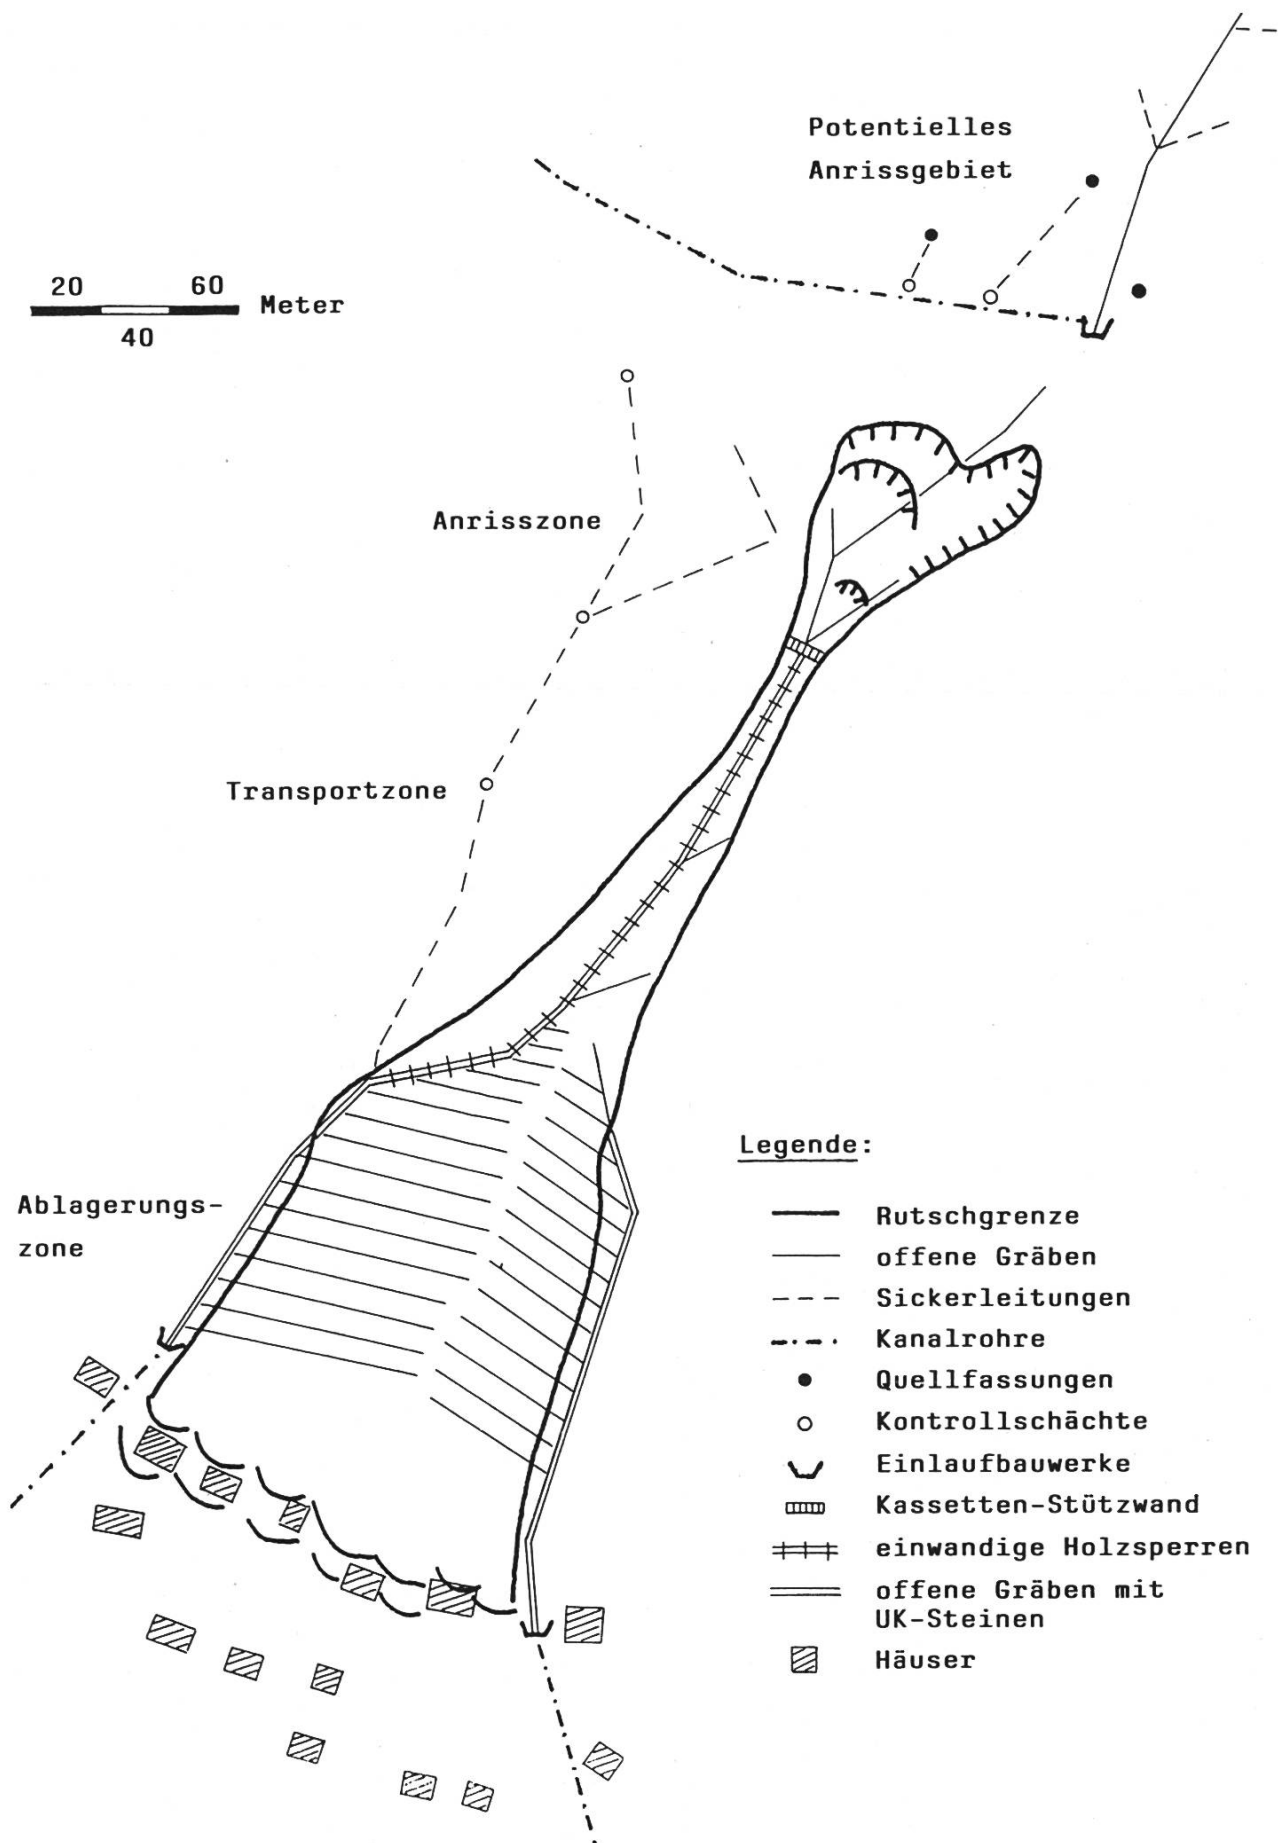 Potentielles
Anrissgebiet
20 60
Meter
40
Anrisszone
Transportzone
Ablagerungs-
zone
Legende:
Rutschgrenze
offene Gräben
Sickerleitungen
Kanalrohre
Quellfassungen
Kontrollschächte
Einlaufbauwerke
Kassetten-Stützwand
einwandige Holzsperren
offene Gräben mit
UK-Steinen
Häuser